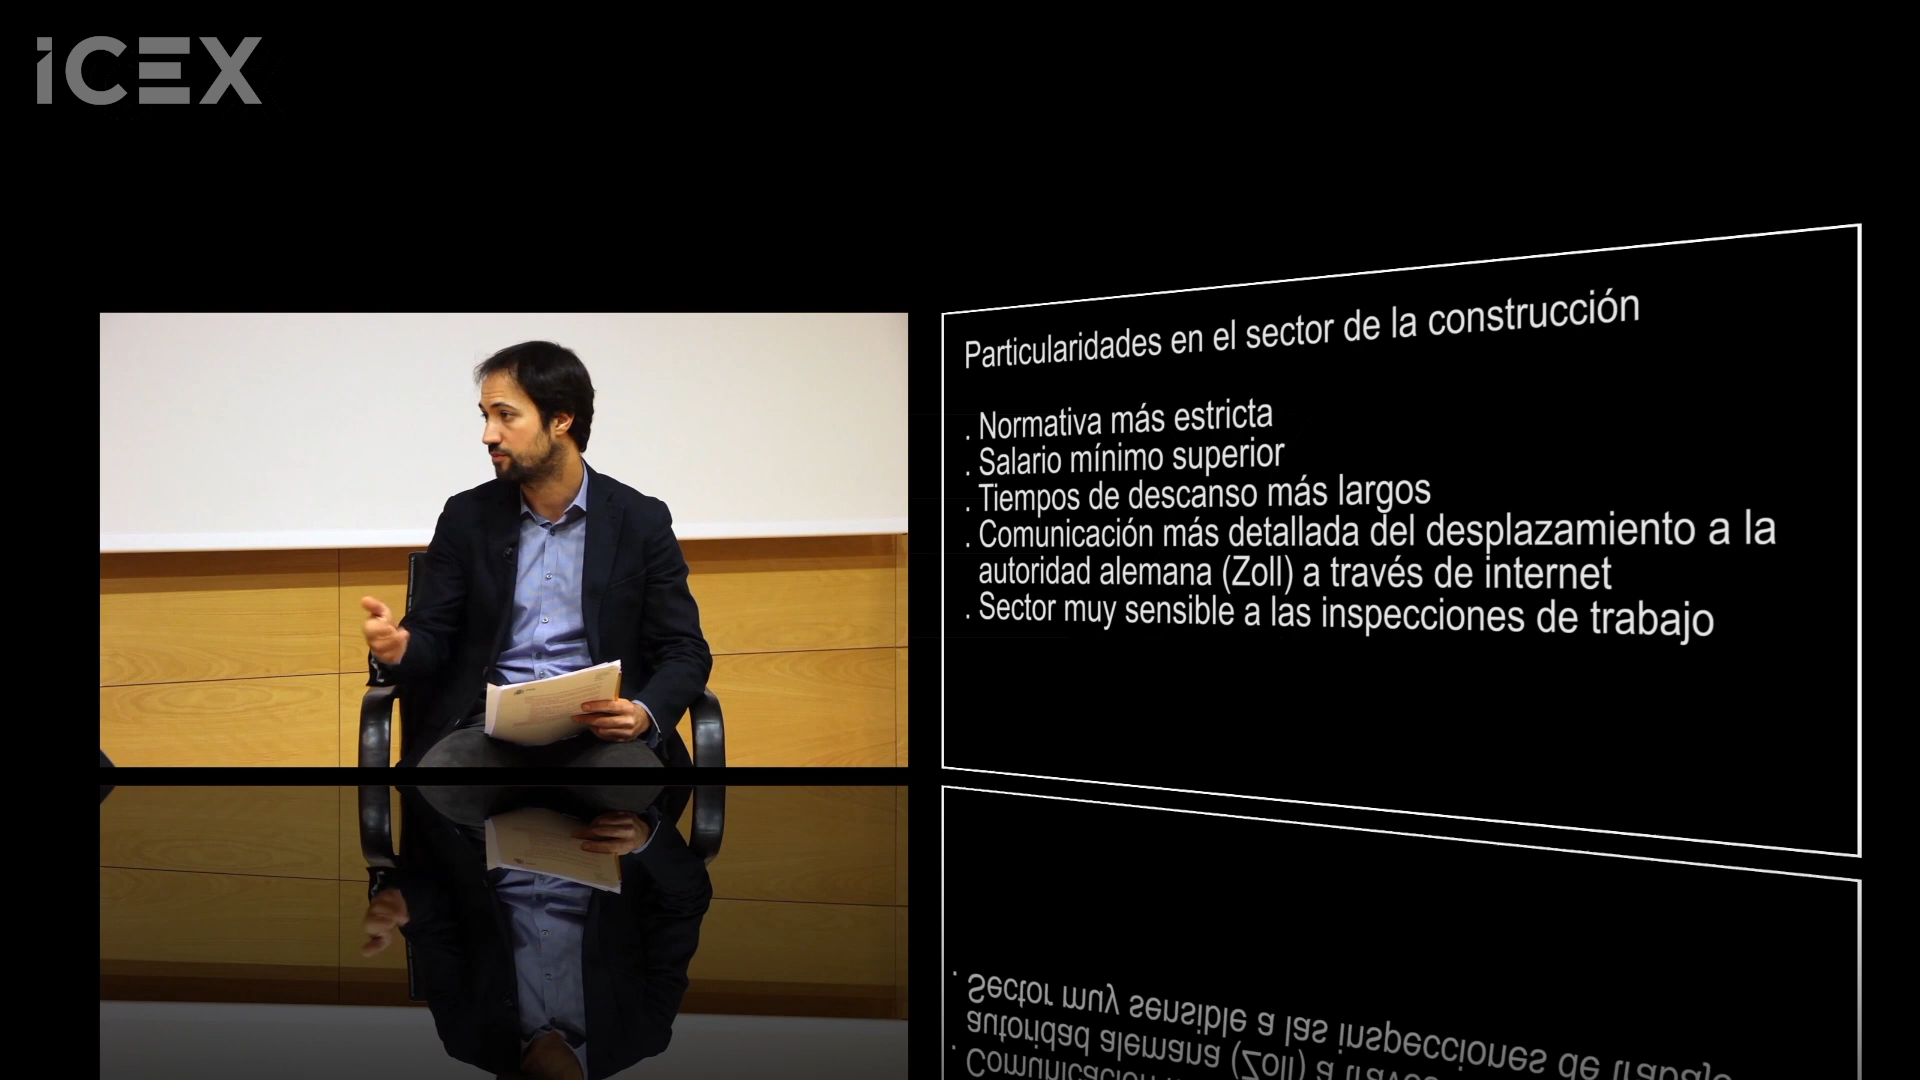 iCEX
Particularidades en el sector de la construcción
. Normativa más estricta
. Salario mínimo superior
. Tiempos de descanso más largos
. Comunicación más detallada del desplazamiento a la
autoridad alemana (Zoll) a través de internet
. Sector muy sensible a las inspecciones de trabajo